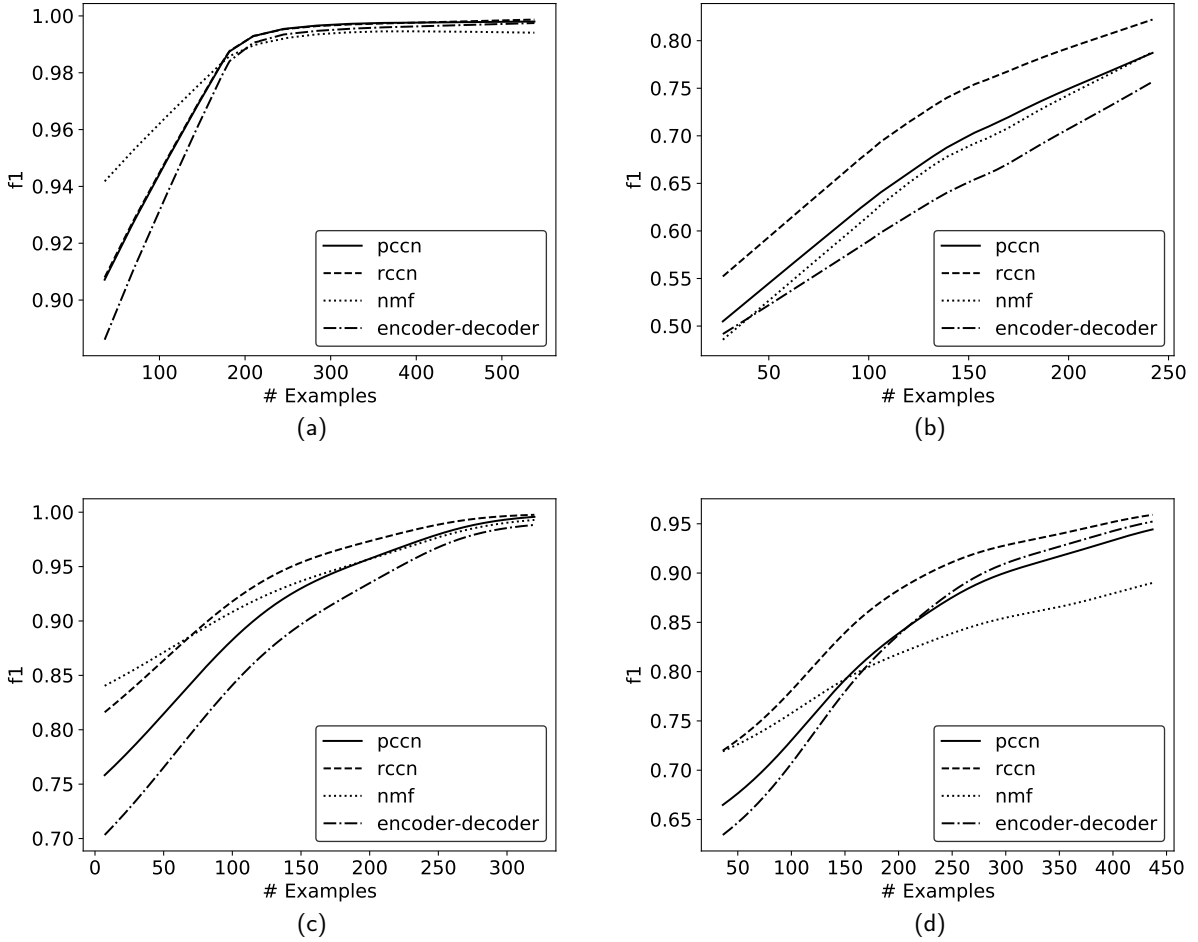 1.00
0.98
0.96
0.94
0.92
0.90
f1
100 200 300 400 500
# Examples
pccn
rccn
nmf
encoder-decoder
(a)
0.80
0.75
0.70
0.65
0.60
0.55
0.50
f1
50 100 150 200 250
# Examples
pccn
rccn
nmf
encoder-decoder
(b)
1.00
0.95
0.90
0.85
0.80
0.75
0.70
f1
0 50 100 150 200 250 300
# Examples
pccn
rccn
nmf
encoder-decoder
(c)
0.95
0.90
0.85
0.80
0.75
0.70
0.65
f1
50 100 150 200 250 300 350 400 450
# Examples
pccn
rccn
nmf
encoder-decoder
(d)